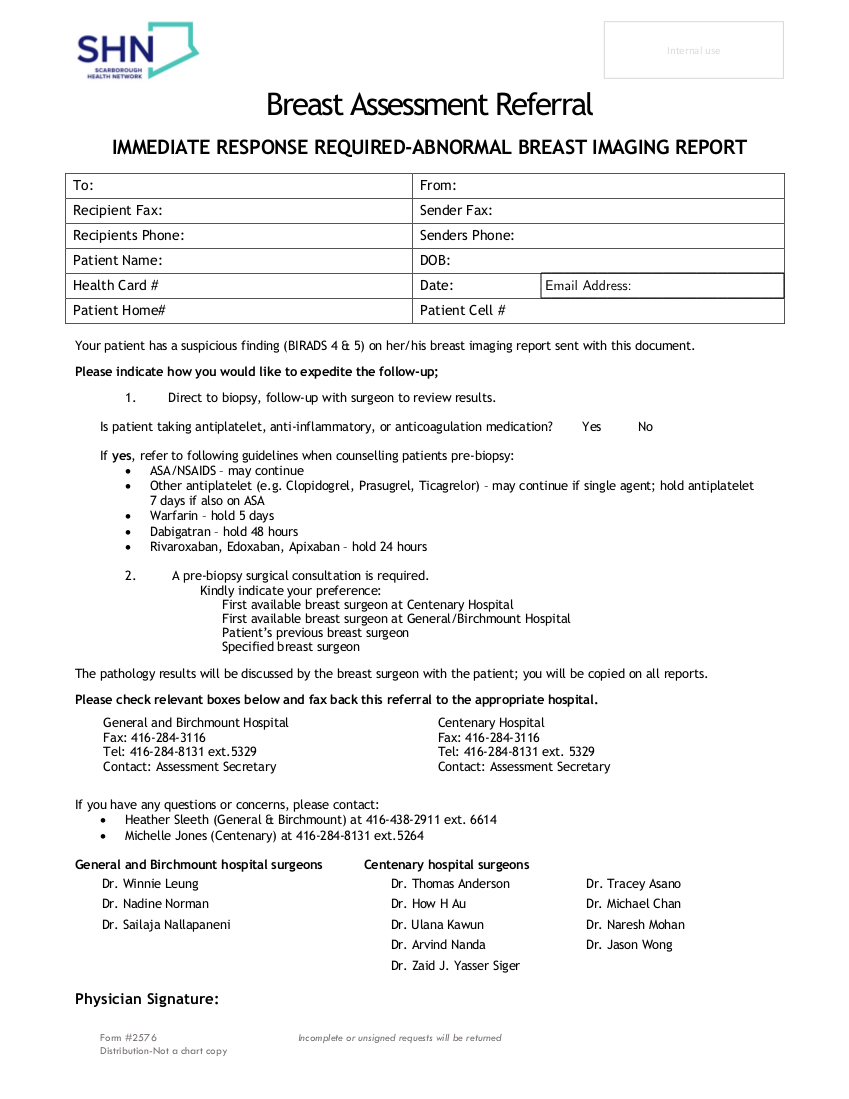 SHN
SCARBOROUGH
HEALTH NETWORK
internal use
Breast Assessment Referral
IMMEDIATE RESPONSE REQUIRED-ABNORMAL BREAST IMAGING REPORT
To:
From:
Recipient Fax:
Sender Fax:
Recipients Phone:
Senders Phone:
Patient Name:
DOB:
Health Card #
Date:
Email Address:
Patient Home#
Patient Cell #
Your patient has a suspicious finding (BIRADS 4 & 5) on her/his breast imaging report sent with this document.
Please indicate how you would like to expedite the follow-up;
1. Direct to biopsy, follow-up with surgeon to review results.
Is patient taking antiplatelet, anti-inflammatory, or anticoagulation medication? Yes No
If yes, refer to following guidelines when counselling patients pre-biopsy:
• ASA/NSAIDS – may continue
• Other antiplatelet (e.g. Clopidogrel, Prasugrel, Ticagrelor) – may continue if single agent; hold antiplatelet
7 days if also on ASA
• Warfarin – hold 5 days
• Dabigatran – hold 48 hours
• Rivaroxaban, Edoxaban, Apixaban – hold 24 hours
2. A pre-biopsy surgical consultation is required.
Kindly indicate your preference:
First available breast surgeon at Centenary Hospital
First available breast surgeon at General/Birchmount Hospital
Patient's previous breast surgeon
Specified breast surgeon
The pathology results will be discussed by the breast surgeon with the patient; you will be copied on all reports.
Please check relevant boxes below and fax back this referral to the appropriate hospital.
General and Birchmount Hospital
Fax: 416-284-3116
Tel: 416-284-8131 ext.5329
Contact: Assessment Secretary
Centenary Hospital
Fax: 416-284-3116
Tel: 416-284-8131 ext. 5329
Contact: Assessment Secretary
If you have any questions or concerns, please contact:
• Heather Sleeth (General & Birchmount) at 416-438-2911 ext. 6614
• Michelle Jones (Centenary) at 416-284-8131 ext.5264
General and Birchmount hospital surgeons
Dr. Winnie Leung
Dr. Nadine Norman
Dr. Sailaja Nallapaneni
Centenary hospital surgeons
Dr. Thomas Anderson
Dr. How H Au
Dr. Ulana Kawun
Dr. Arvind Nanda
Dr. Zaid J. Yasser Siger
Dr. Tracey Asano
Dr. Michael Chan
Dr. Naresh Mohan
Dr. Jason Wong
Physician Signature:
Form #2576
Distribution-Not a chart copy
Incomplete or unsigned requests will be returned